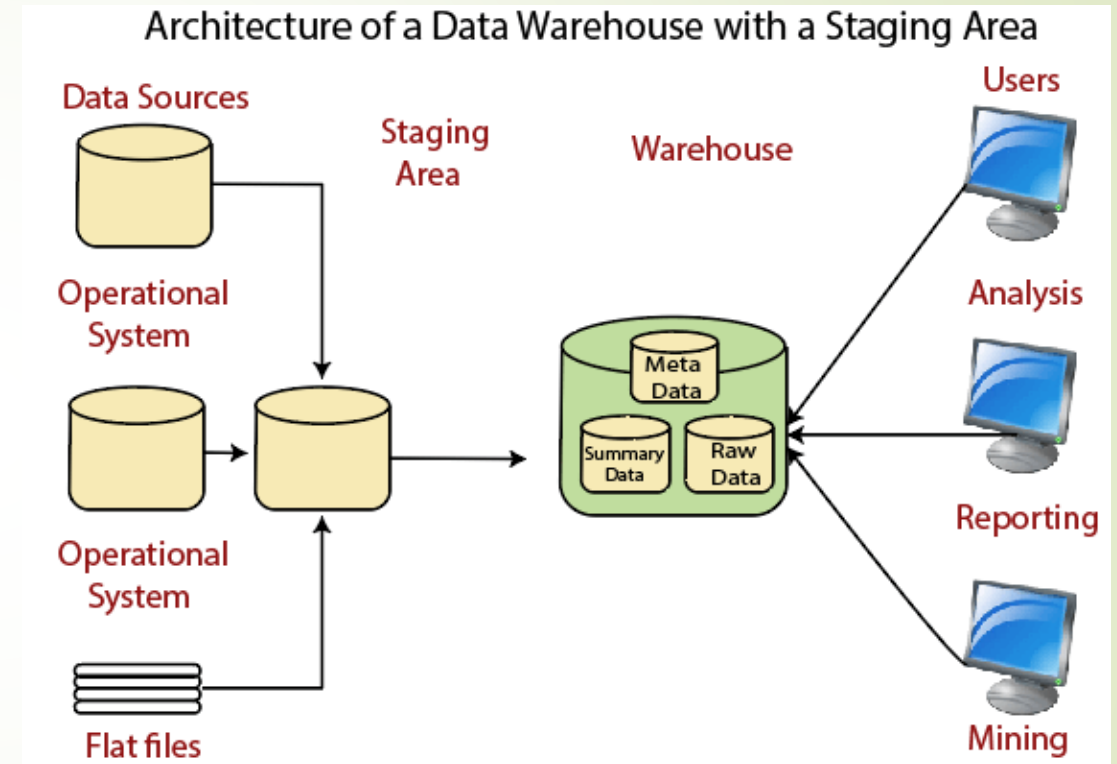 Architecture of a Data Warehouse with a Staging Area
Data Sources
Operational
System
Operational
System
Flat files
Staging
Area
Warehouse
Meta
Data
Summary
Data
Raw
Data
Users
Analysis
Reporting
Mining